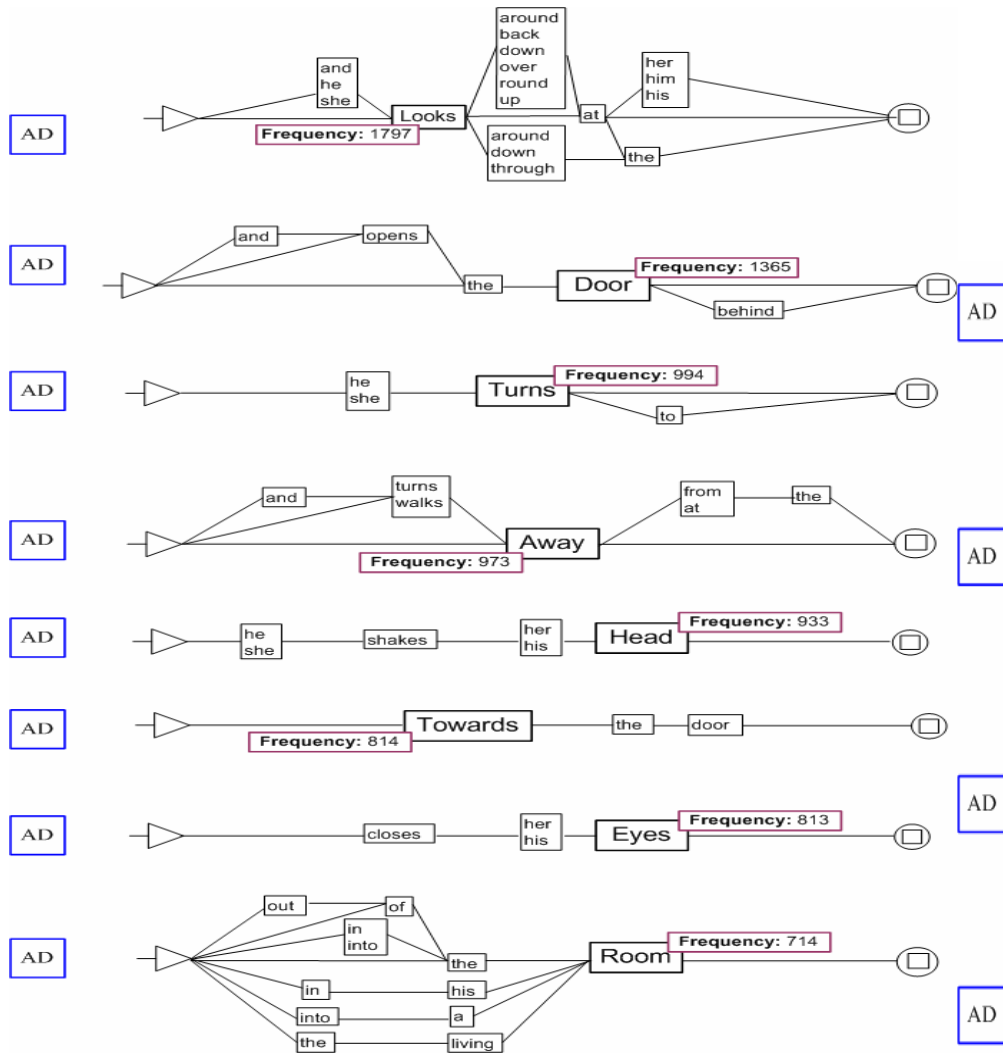 around
back
down
over
round
up
and
he
she
her
him
his
AD
Looks
at
Frequency: 1797
around
down
through
the
AD
and
opens
the
Door
Frequency: 1365
behind
AD
AD
he
she
Turns
Frequency: 994
to
AD
and
turns
walks
Away
Frequency: 973
from
at
the
AD
AD
he
she
shakes
her
his
Head
Frequency: 933
AD
Towards
Frequency: 814
the
door
AD
AD
closes
her
his
Eyes
Frequency: 813
AD
out
of
in
into
the
Room
Frequency: 714
in
his
into
a
the
living
AD